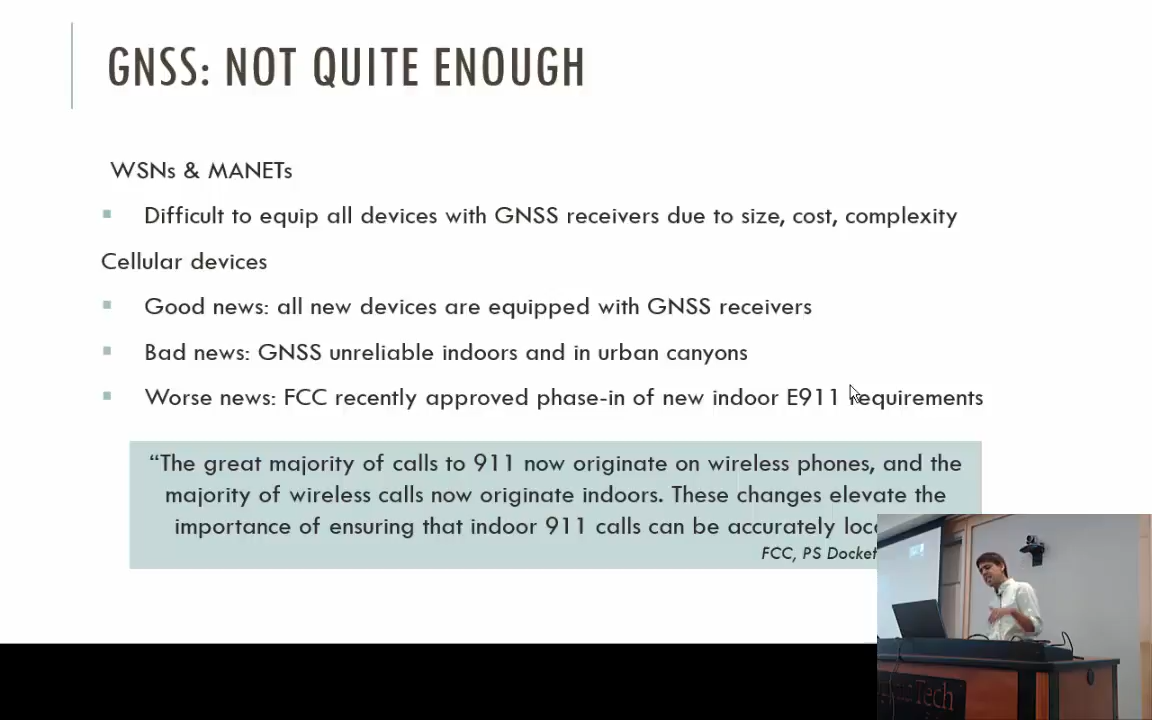 GNSS: NOT QUITE ENOUGH
WSNs & MANETs
▪ Difficult to equip all devices with GNSS receivers due to size, cost, complexity
Cellular devices
▪ Good news: all new devices are equipped with GNSS receivers
▪ Bad news: GNSS unreliable indoors and in urban canyons
▪ Worse news: FCC recently approved phase-in of new indoor E911 requirements
“The great majority of calls to 911 now originate on wireless phones, and the
majority of wireless calls now originate indoors. These changes elevate the
importance of ensuring that indoor 911 calls can be accurately
FCC, PS Docket
Tech